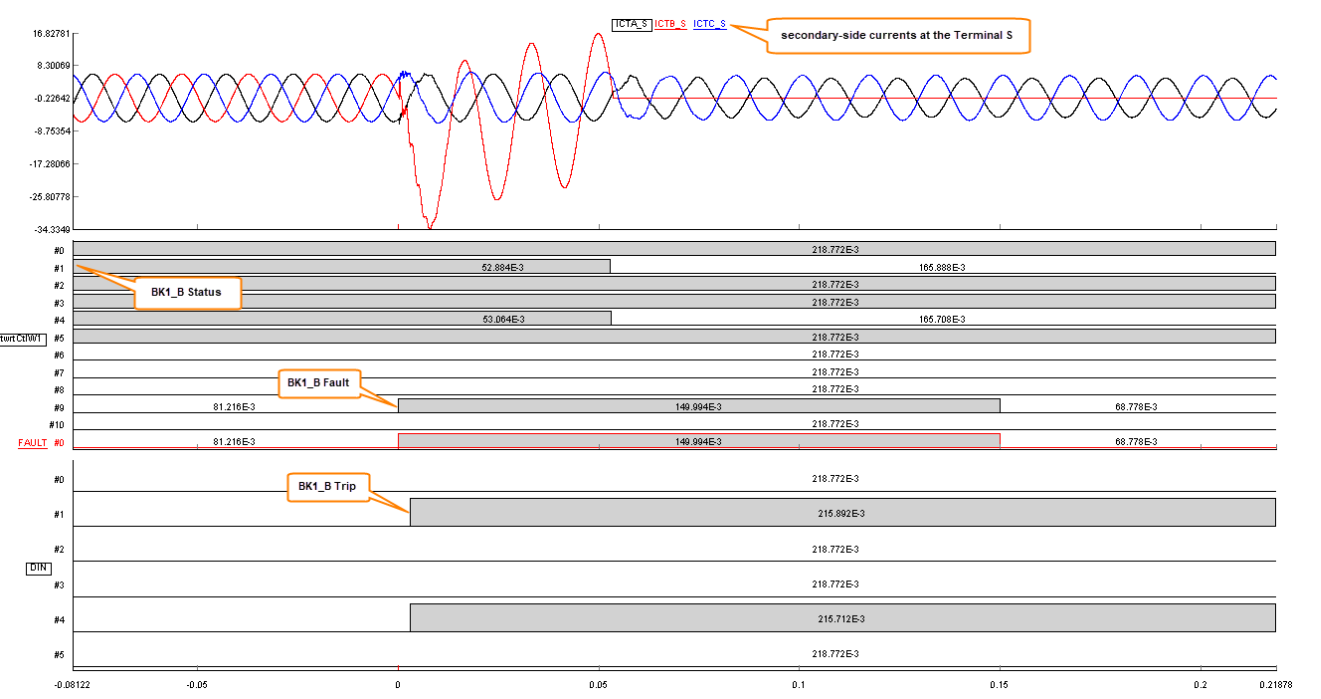 ICTA_S ICTB_S ICTC_S
secondary-side currents at the Terminal S
16.82781
8.30069
-0.22642
-8.75354
-17.28066
-25.80778
-34.3349
#0 218.772E-3
#1 52.884E-3 165.888E-3
#2 218.772E-3
BK1_B Status
#3 218.772E-3
#4 53.064E-3 165.708E-3
twrtCtlW1 #5 218.772E-3
#6 218.772E-3
#7 218.772E-3
BK1_B Fault
#8 218.772E-3
#9 81.216E-3 149.994E-3 68.778E-3
#10 218.772E-3
FAULT #0 81.216E-3 149.994E-3 68.778E-3
#0 218.772E-3
BK1_B Trip
#1 215.892E-3
#2 218.772E-3
DIN
#3 218.772E-3
#4 215.712E-3
#5 218.772E-3
-0.08122 -0.05 0 0.05 0.1 0.15 0.2 0.21878